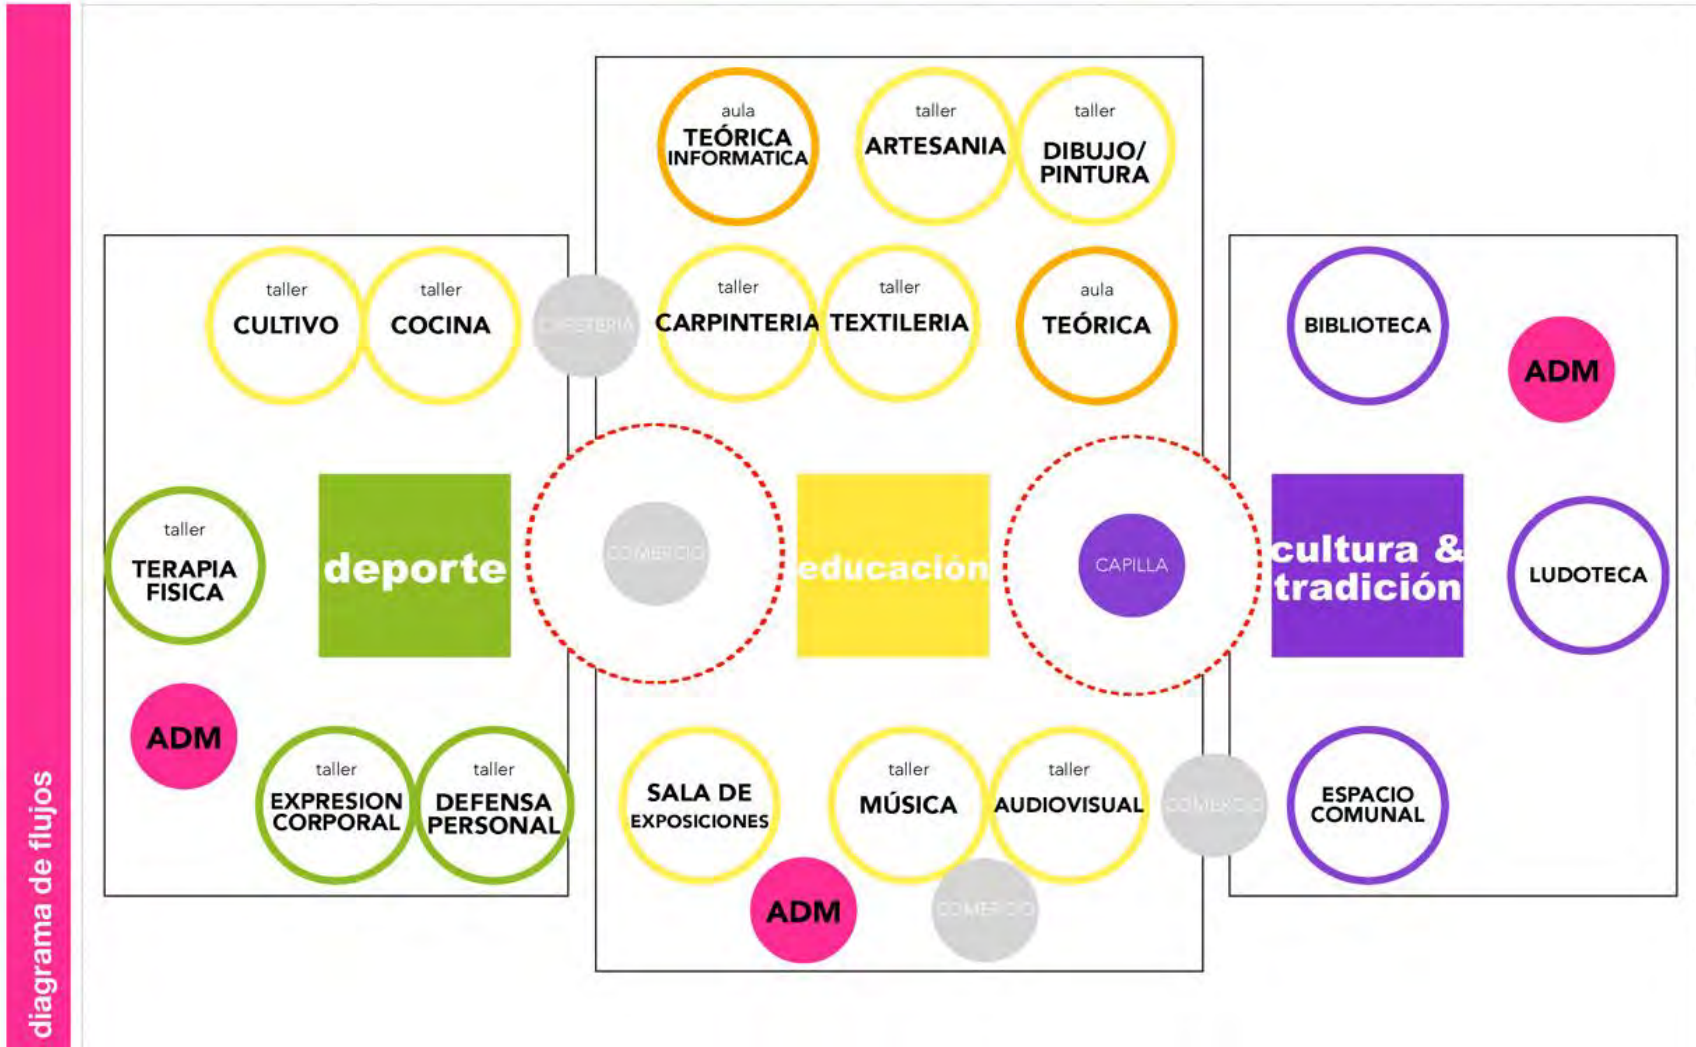 diagrama de flujos
aula
TEÓRICA
INFORMATICA
taller
ARTESANIA
taller
DIBUJO/
PINTURA
taller
CULTIVO
taller
COCINA
CAFETERIA
taller
CARPINTERIA
taller
TEXTILERIA
aula
TEÓRICA
BIBLIOTECA
ADM
taller
TERAPIA
FISICA
deporte
COMERCIO
educación
CAPILLA
cultura &
tradición
LUDOTECA
ADM
taller
EXPRESION
CORPORAL
taller
DEFENSA
PERSONAL
SALA DE
EXPOSICIONES
taller
MÚSICA
taller
AUDIOVISUAL
COMERCIO
ESPACIO
COMUNAL
ADM
COMERCIO